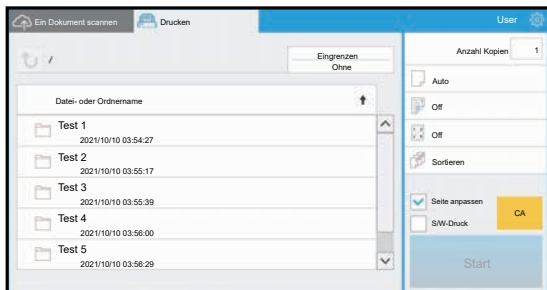 Ein Dokument scannen
Drucken
User
/
Eingrenzen
Ohne
Datei- oder Ordnername
Test 1
2021/10/10 03:54:27
Test 2
2021/10/10 03:55:17
Test 3
2021/10/10 03:55:39
Test 4
2021/10/10 03:56:00
Test 5
2021/10/10 03:56:29
Anzahl Kopien 1
Auto
Off
Off
Sortieren
Seite anpassen
S/W-Druck
CA
Start